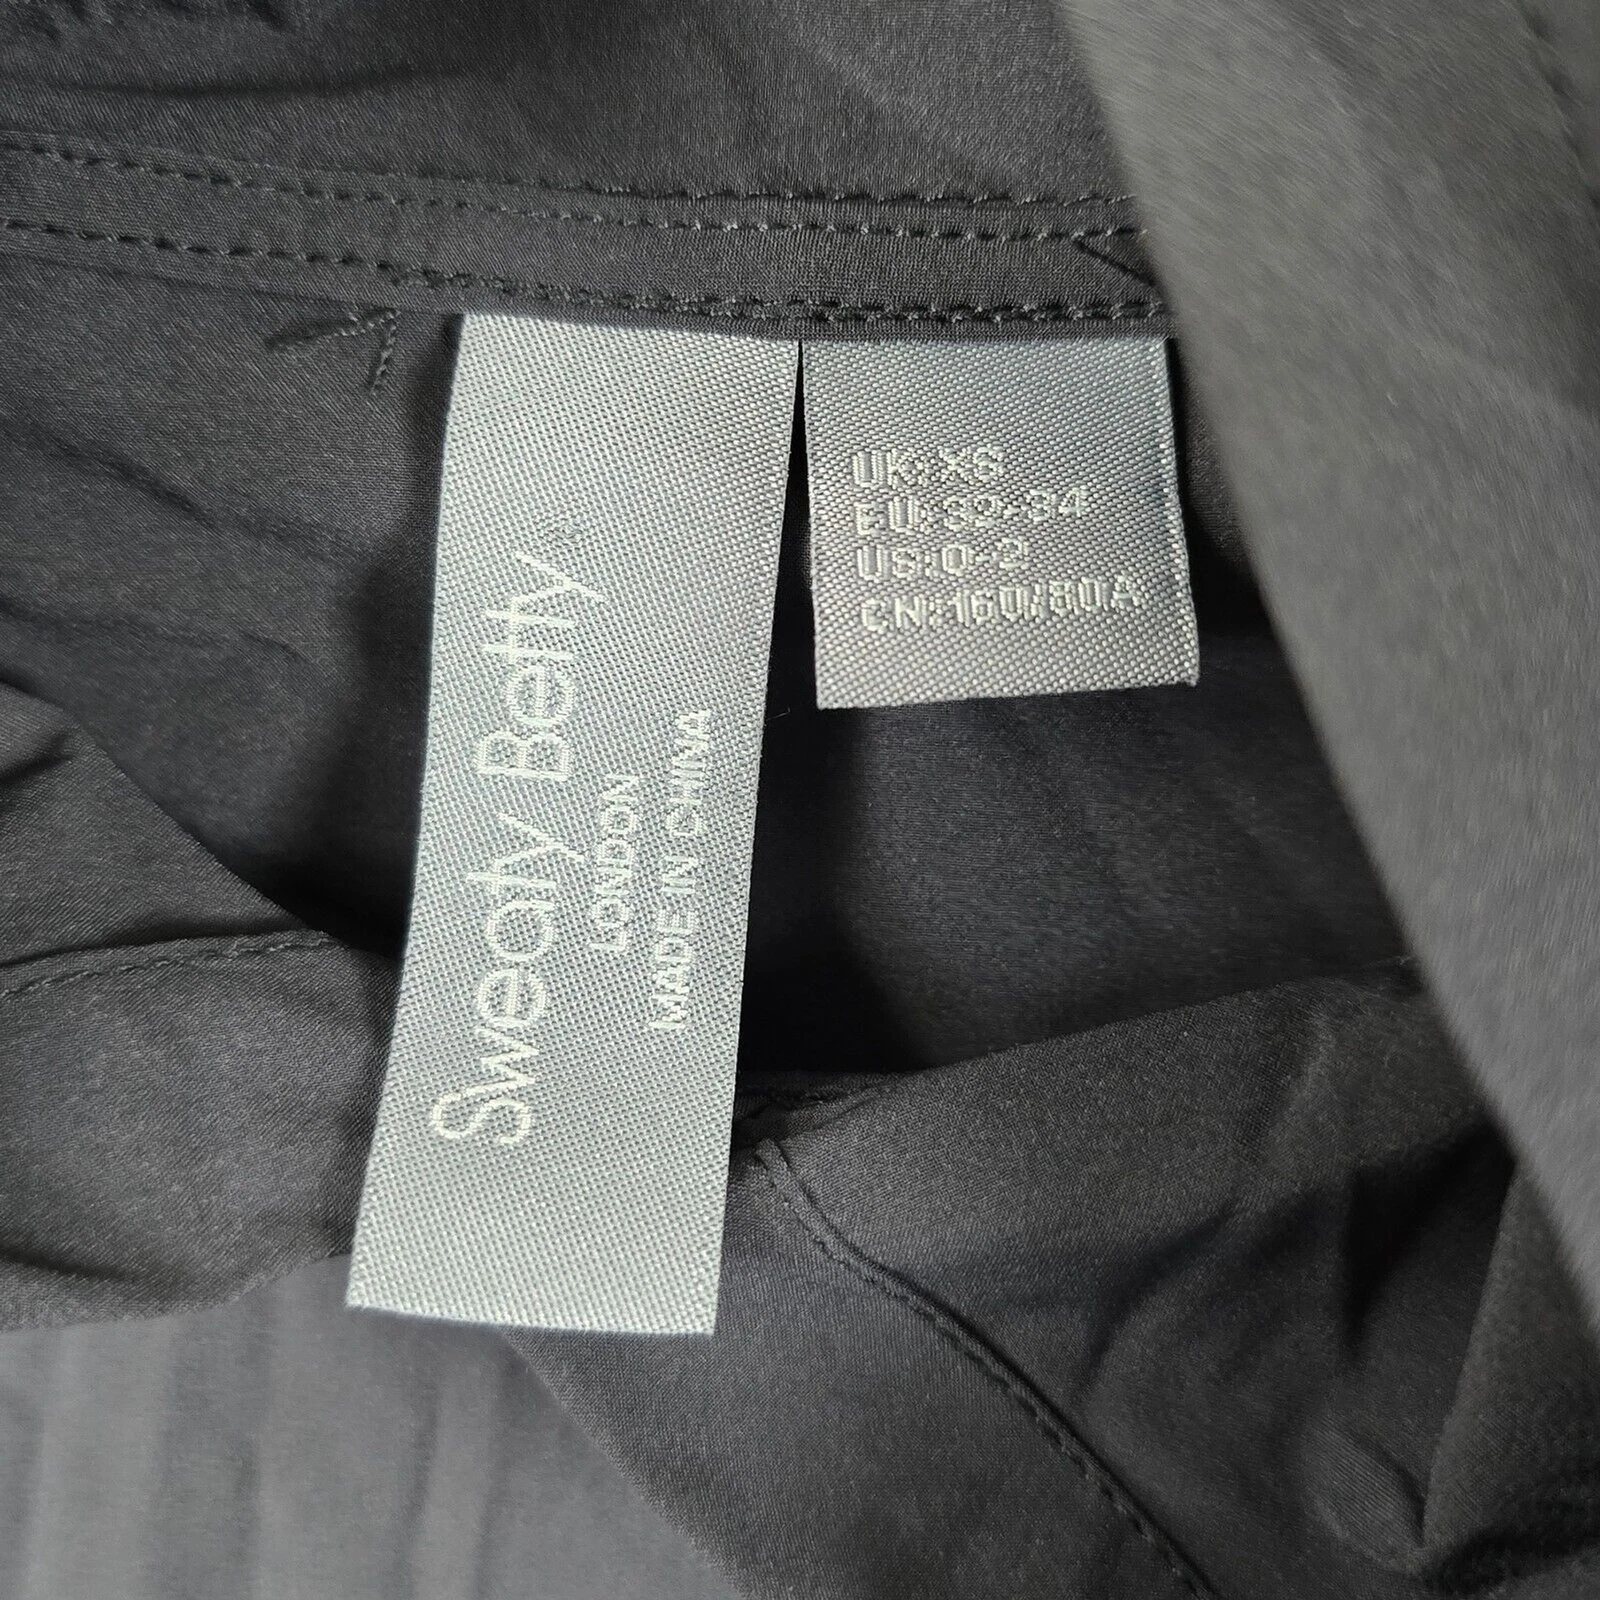 Sweaty Betty
LONDON
MADE IN CHINA
UK:XS
EU:32-34
US:0-2
CN:160/80A